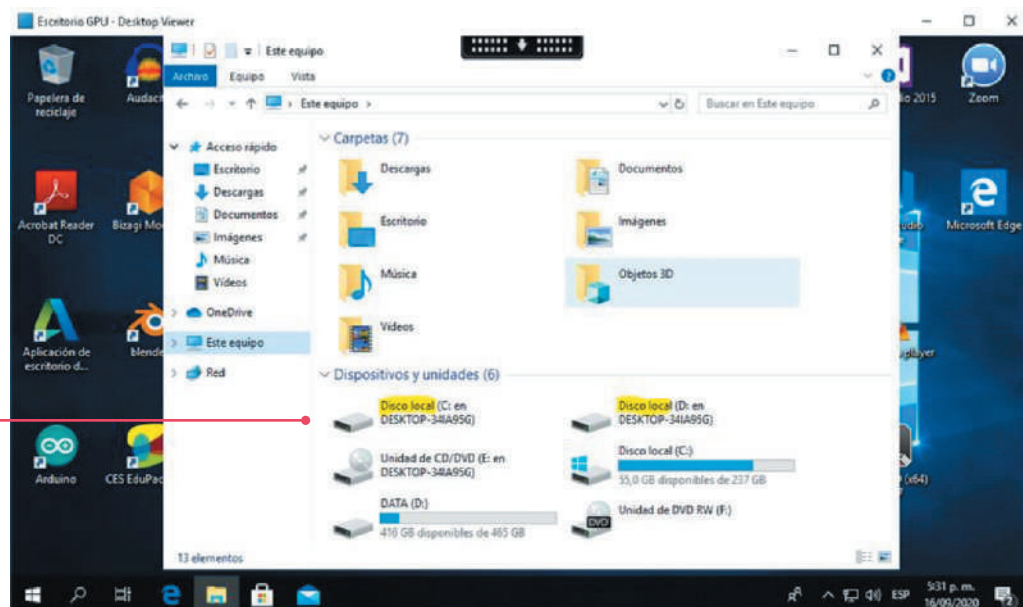 Escritorio GPU - Desktop Viewer
Papelera de
reciclaje
Acrobat Reader
DC
Bizagi Mo
Aplicación de
escritorio d...
blende
Arduino
CES EduPac
Audaci
Este equipo
Archivo Equipo Vista
Este equipo
Buscar en Este equipo
Acceso rápido
Escritorio
Descargas
Documentos
Imágenes
Música
Vídeos
OneDrive
Este equipo
Red
Carpetas (7)
Descargas
Documentos
Escritorio
Imágenes
Música
Objetos 3D
Vídeos
Dispositivos y unidades (6)
Disco local (C: en
DESKTOP-34IA95G)
Disco local (D: en
DESKTOP-34IA95G)
Unidad de CD/DVD (E: en
DESKTOP-34IA95G)
Disco local (C:)
55,0 GB disponibles de 237 GB
DATA (D:)
416 GB disponibles de 465 GB
Unidad de DVD RW (F:)
DVD
13 elementos
2015
Zoom
Microsoft Edge
player
(x64)
ESP
5:31 p. m.
16/09/2020
2